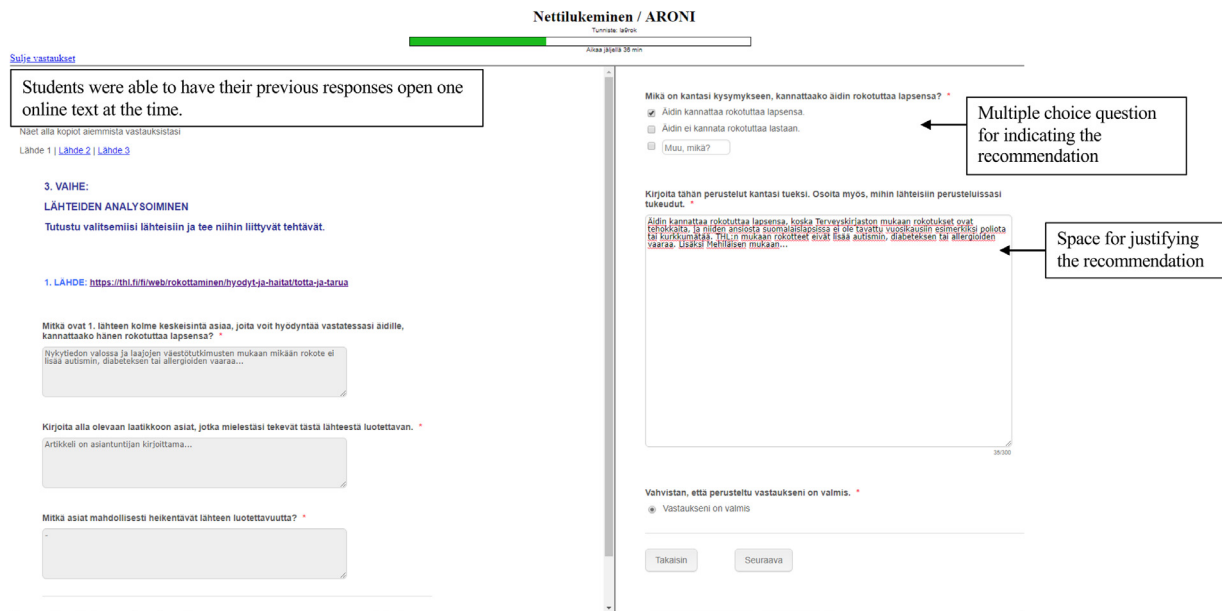 Nettilukeminen / ARONI
Tunniste: la9rok
Aikaa jäljellä 36 min
Sulje vastaukset
Students were able to have their previous responses open one
online text at the time.
Näet alla kopiot aiemmista vastauksistasi
Lähde 1 | Lähde 2 | Lähde 3
3. VAIHE:
LÄHTEIDEN ANALYSOIMINEN
Tutustu valitsemiisi lähteisiin ja tee niihin liittyvät tehtävät.
1. LÄHDE: https://thl.fi/fi/web/rokottaminen/hyodyt-ja-haitat/totta-ja-tarua
Mitkä ovat 1. lähteen kolme keskeisintä asiaa, joita voit hyödyntää vastatessasi äidille,
kannattaako hänen rokotuttaa lapsensa? *
Nykytiedon valossa ja laajojen väestötutkimusten mukaan mikään rokote ei
lisää autismin, diabeteksen tai allergioiden vaaraa...
Kirjoita alla olevaan laatikkoon asiat, jotka mielestäsi tekevät tästä lähteestä luotettavan. *
Artikkeli on asiantuntijan kirjoittama...
Mitkä asiat mahdollisesti heikentävät lähteen luotettavuutta? *
-
Mikä on kantasi kysymykseen, kannattaako äidin rokotuttaa lapsensa? *
Äidin kannattaa rokotuttaa lapsensa.
Äidin ei kannata rokotuttaa lastaan.
Muu, mikä?
Multiple choice question
for indicating the
recommendation
Kirjoita tähän perustelut kantasi tueksi. Osoita myös, mihin lähteisiin perusteluissasi
tukeudut. *
Äidin kannattaa rokotuttaa lapsensa, koska Terveyskirjaston mukaan rokotukset ovat
tehokkaita, ja niiden ansiosta suomalaislapsissa ei ole tavattu vuosikausiin esimerkiksi poliota
tai kurkkumätää. THL:n mukaan rokotteet eivät lisää autismin, diabeteksen tai allergioiden
vaaraa. Lisäksi Mehiläisen mukaan...
Space for justifying
the recommendation
38/300
Vahvistan, että perusteltu vastaukseni on valmis. *
Vastaukseni on valmis
Takaisin
Seuraava